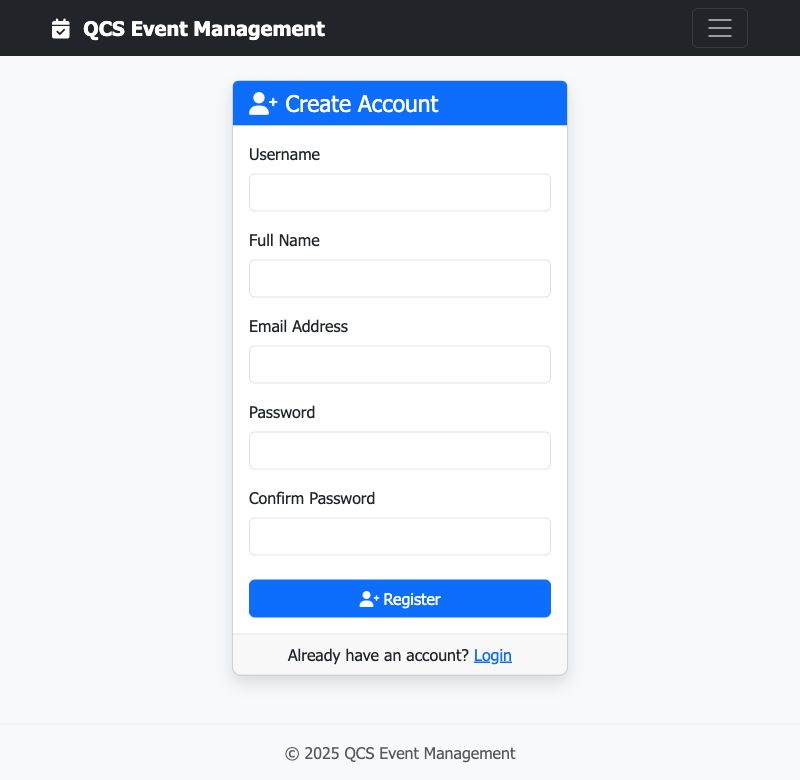 QCS Event Management
Create Account
Username
Full Name
Email Address
Password
Confirm Password
Register
Already have an account? Login
© 2025 QCS Event Management